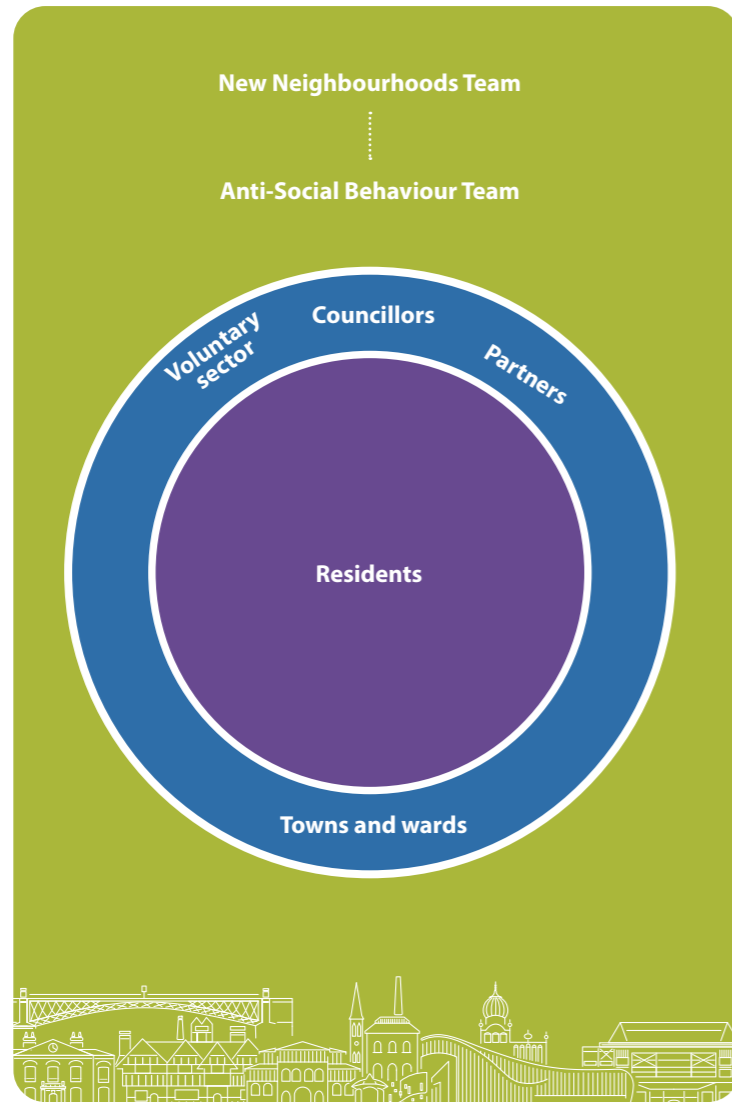 New Neighbourhoods Team
Anti-Social Behaviour Team
Councillors
Voluntary
sector
Partners
Residents
Towns and wards